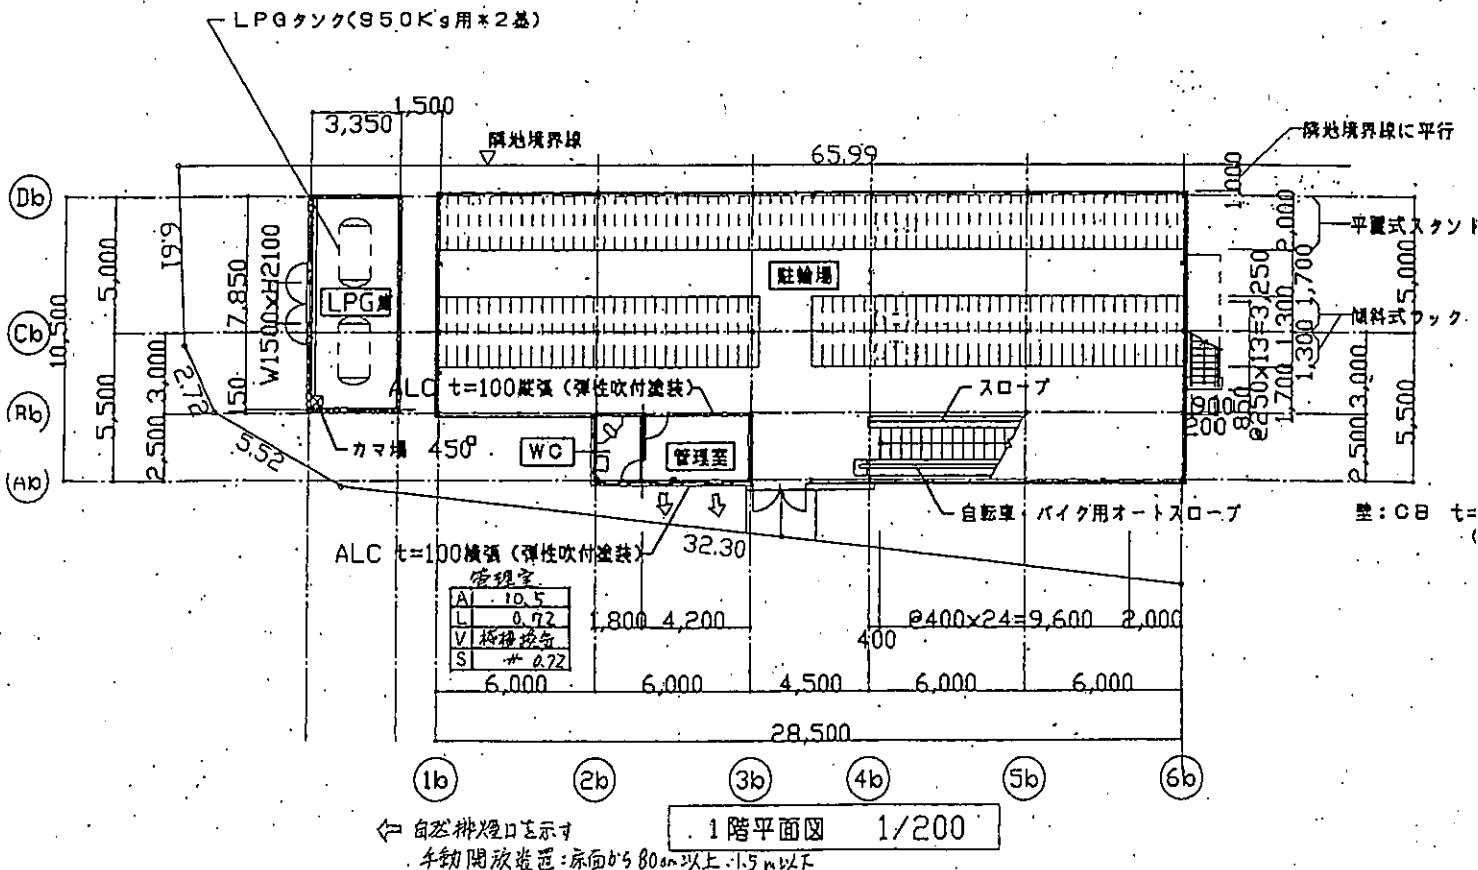 LPGタンク(950Kg用*2基)
1,500
3,350
隣地境界線
65.99
隣地境界線に平行
1,000
Db
Cb
Bb
Ab
10,500
5,000
5,500
3,000
2,500
6.61
2.72
5.52
7,850
150
W1500×H2100
LPG庫
駐輪場
2,000
1,700
1,300
1,300
1,700
@250×13=3,250
850
900
200
平置式スタンド
傾斜式ラック
5,000
3,000
2,500
5,500
ALC t=100縦張(弾性吹付塗装)
スロープ
カマ場 450□
WC
管理室
自転車・バイク用オートスロープ
壁:CB t=
(
ALC t=100横張(弾性吹付塗装)
32.30
管理室
A 10.5
L 0.72
V 機械換気
S 〃 0.72
1,800 4,200
@400×24=9,600 2,000
400
6,000 6,000 4,500 6,000 6,000
28,500
1b 2b 3b 4b 5b 6b
⇦ 自然排煙口を示す
1階平面図 1/200
手動開放装置:床面から80cm以上、1.5m以下